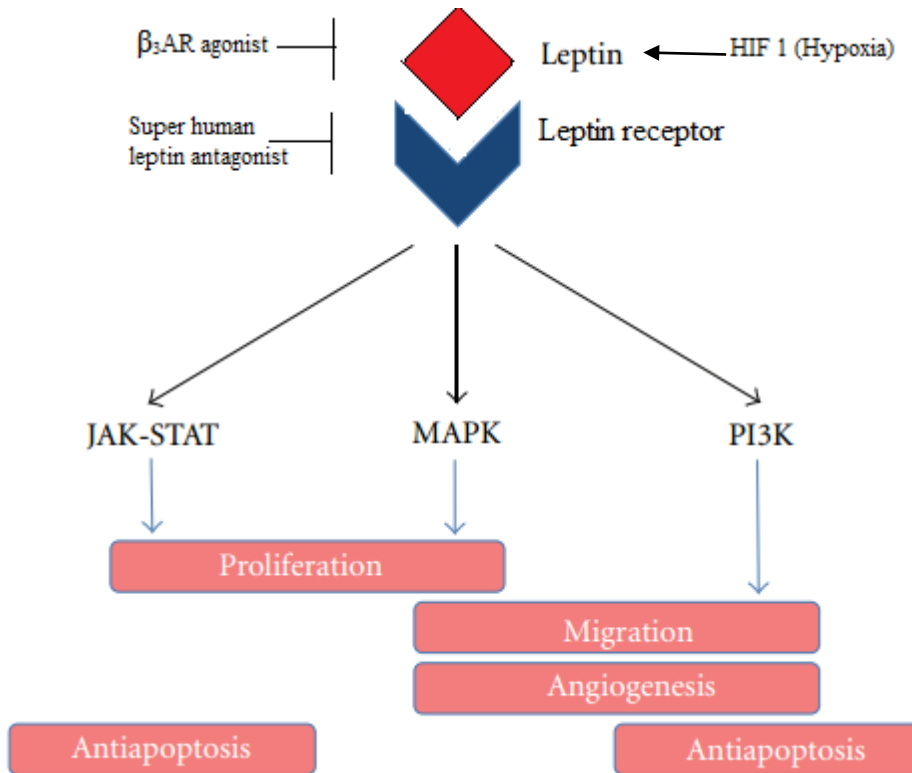 β₃AR agonist
Leptin
HIF 1 (Hypoxia)
Super human
leptin antagonist
Leptin receptor
JAK-STAT
MAPK
PI3K
Proliferation
Migration
Angiogenesis
Antiapoptosis
Antiapoptosis